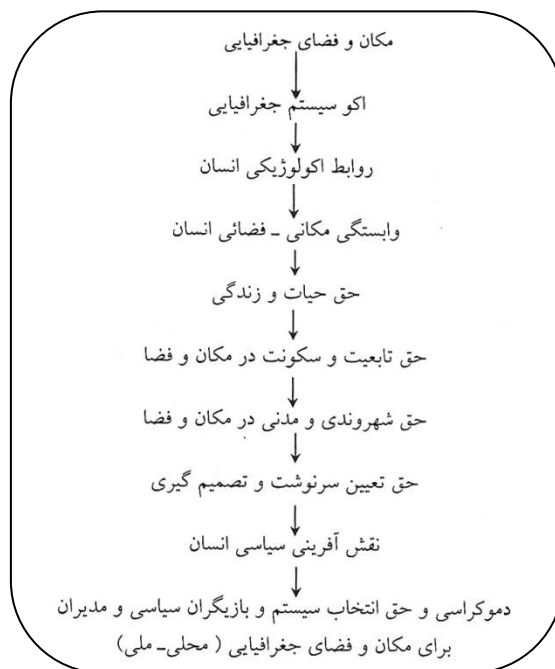 مکان و فضای جغرافیایی
اکو سیستم جغرافیایی
روابط اکولوژیکی انسان
وابستگی مکانی ـ فضائی انسان
حق حیات و زندگی
حق تابعیت و سکونت در مکان و فضا
حق شهروندی و مدنی در مکان و فضا
حق تعیین سرنوشت و تصمیم گیری
نقش آفرینی سیاسی انسان
دموکراسی و حق انتخاب سیستم و بازیگران سیاسی و مدیران
برای مکان و فضای جغرافیایی ( محلی ـ ملی)